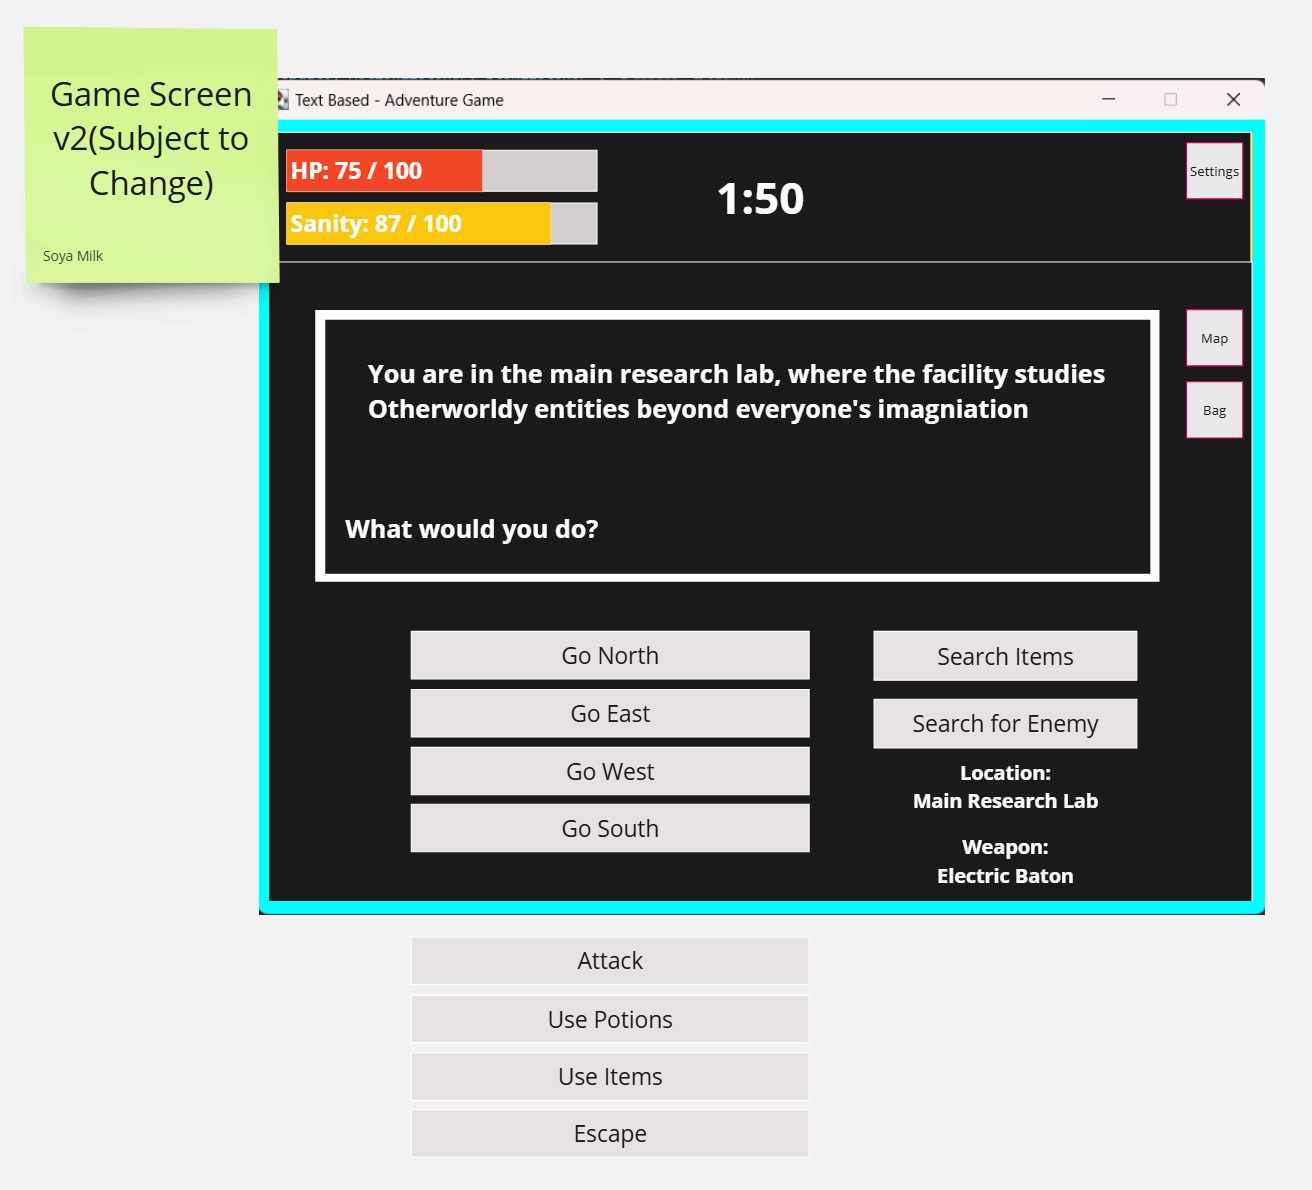 Game Screen
v2(Subject to
Change)
Soya Milk
Text Based - Adventure Game
HP: 75 / 100
Sanity: 87 / 100
1:50
Settings
You are in the main research lab, where the facility studies
Otherworldy entities beyond everyone's imagniation
What would you do?
Map
Bag
Go North
Go East
Go West
Go South
Search Items
Search for Enemy
Location:
Main Research Lab
Weapon:
Electric Baton
Attack
Use Potions
Use Items
Escape